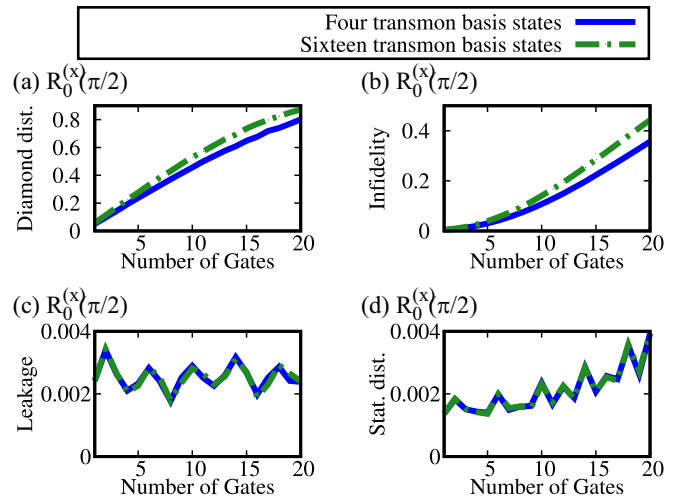 Four transmon basis states
Sixteen transmon basis states
(a) R₀⁽ˣ⁾(π/2)
(b) R₀⁽ˣ⁾(π/2)
Diamond dist.
0.8
0.6
0.4
0.2
0
5 10 15 20
Number of Gates
Infidelity
0.4
0.2
0
5 10 15 20
Number of Gates
(c) R₀⁽ˣ⁾(π/2)
(d) R₀⁽ˣ⁾(π/2)
Leakage
0.004
0.002
0
5 10 15 20
Number of Gates
Stat. dist.
0.004
0.002
0
5 10 15 20
Number of Gates